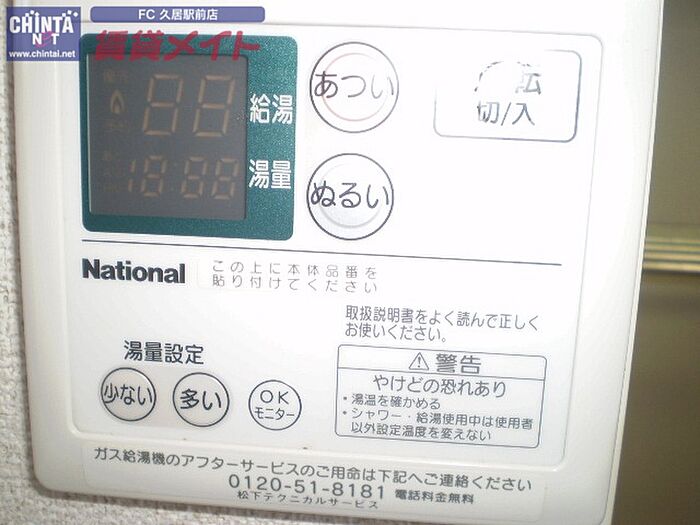 CHINTAI
NET
www.chintai.net
FC 久居駅前店
賃貸メイト
88
給湯
18:88
湯量
あつい
ぬるい
運転
切/入
National
この上に本体品番を
貼り付けてください
取扱説明書をよく読んで正しく
お使いください。
湯量設定
少ない
多い
OK
モニター
⚠警告
やけどの恐れあり
・湯温を確かめる
・シャワー・給湯使用中は使用者
以外設定温度を変えない
ガス給湯機のアフターサービスのご用命は下記へご連絡ください
0120-51-8181 電話料金無料
松下テクニカルサービス